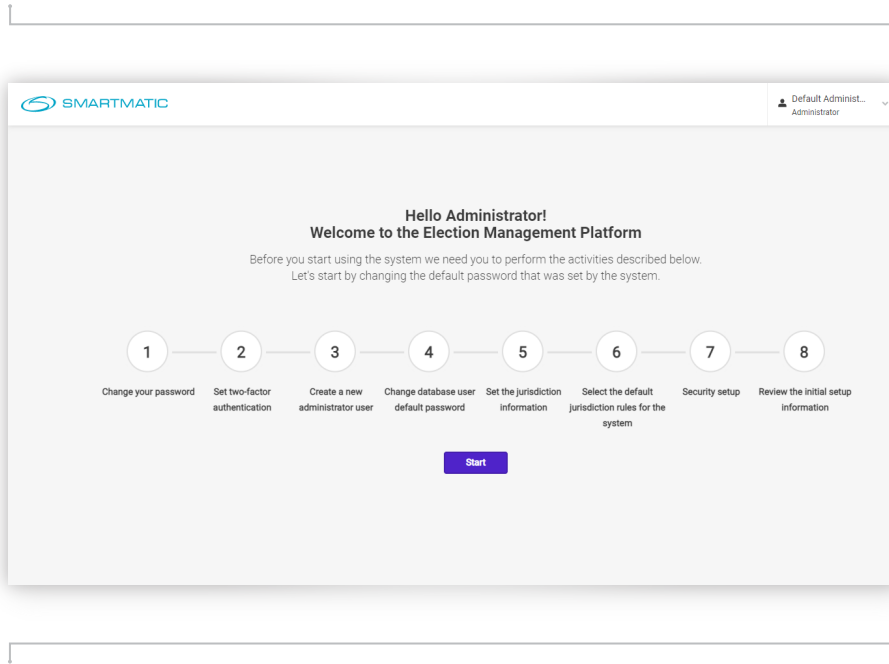 SMARTMATIC
Default Administ...
Administrator
Hello Administrator!
Welcome to the Election Management Platform
Before you start using the system we need you to perform the activities described below.
Let's start by changing the default password that was set by the system.
1 2 3 4 5 6 7 8
Change your password
Set two-factor
authentication
Create a new
administrator user
Change database user
default password
Set the jurisdiction
information
Select the default
jurisdiction rules for the
system
Security setup
Review the initial setup
information
Start